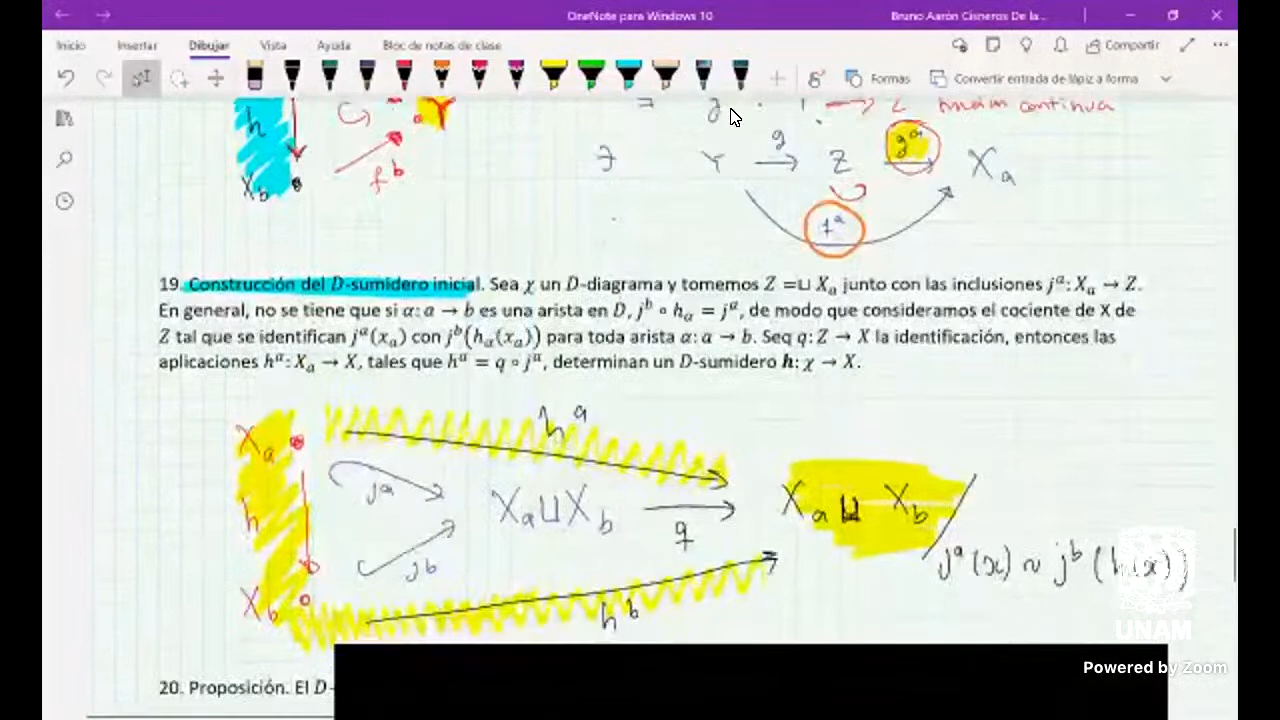 OneNote para Windows 10
Bruno Aarón Cisneros De la...
Inicio Insertar Dibujar Vista Ayuda Bloc de notas de clase Compartir
Formas Convertir entrada de lápiz a forma
h Y Z función continua
X_b f^b ∃ Y g Z g^a X_a
f^a
19. Construcción del D-sumidero inicial. Sea χ un D-diagrama y tomemos Z =⊔ X_a junto con las inclusiones j^a: X_a → Z.
En general, no se tiene que si α: a → b es una arista en D, j^b ∘ h_α = j^a, de modo que consideramos el cociente de X de
Z tal que se identifican j^a(x_a) con j^b(h_α(x_a)) para toda arista α: a → b. Seq q: Z → X la identificación, entonces las
aplicaciones h^a: X_a → X, tales que h^a = q ∘ j^a, determinan un D-sumidero h: χ → X.
h^a
X_a
j^a
h X_a ⊔ X_b q X_a ⊔ X_b
j^b j^a(x) ~ j^b(h(x))
X_b h^b
UNAM
Powered by Zoom
20. Proposición. El D-